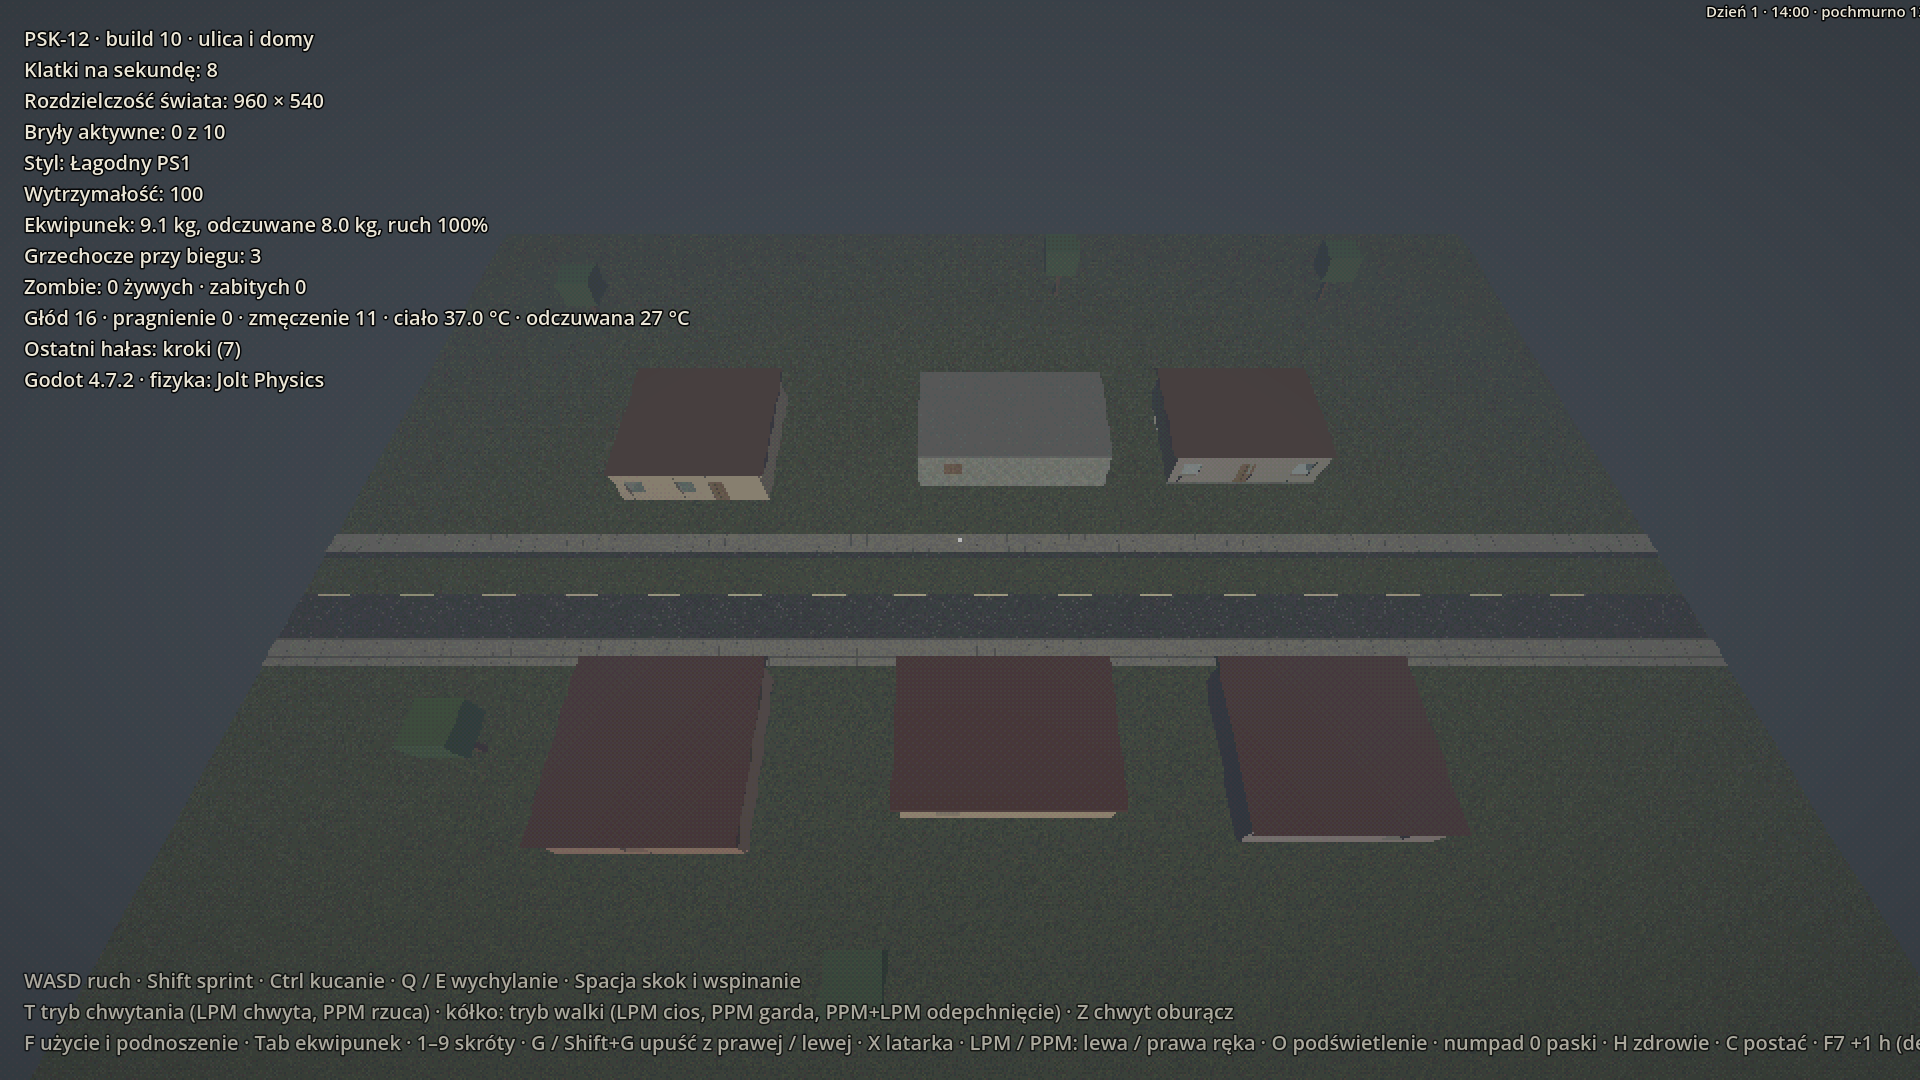 Dzień 1 · 14:00 · pochmurno
PSK-12 · build 10 · ulica i domy
Klatki na sekundę: 8
Rozdzielczość świata: 960 × 540
Bryły aktywne: 0 z 10
Styl: Łagodny PS1
Wytrzymałość: 100
Ekwipunek: 9.1 kg, odczuwane 8.0 kg, ruch 100%
Grzechocze przy biegu: 3
Zombie: 0 żywych · zabitych 0
Głód 16 · pragnienie 0 · zmęczenie 11 · ciało 37.0 °C · odczuwana 27 °C
Ostatni hałas: kroki (7)
Godot 4.7.2 · fizyka: Jolt Physics
WASD ruch · Shift sprint · Ctrl kucanie · Q / E wychylanie · Spacja skok i wspinanie
T tryb chwytania (LPM chwyta, PPM rzuca) · kółko: tryb walki (LPM cios, PPM garda, PPM+LPM odepchnięcie) · Z chwyt oburącz
F użycie i podnoszenie · Tab ekwipunek · 1–9 skróty · G / Shift+G upuść z prawej / lewej · X latarka · LPM / PPM: lewa / prawa ręka · O podświetlenie · numpad 0 paski · H zdrowie · C postać · F7 +1 h